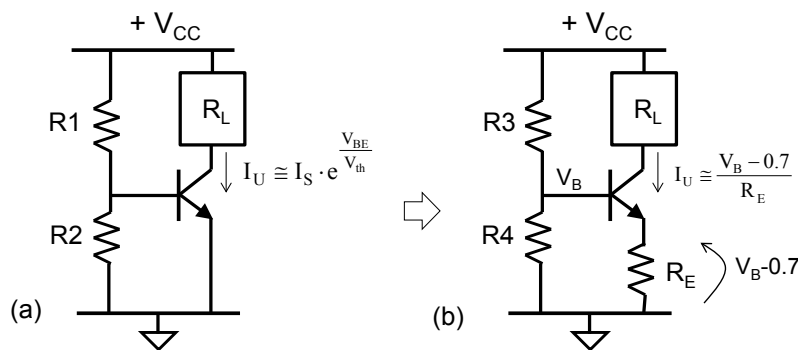 + V_CC
R1
R_L
I_U ≅ I_S · e^(V_BE/V_th)
R2
(a)
+ V_CC
R3
R_L
V_B
I_U ≅ (V_B − 0.7)/R_E
R4
R_E
V_B-0.7
(b)